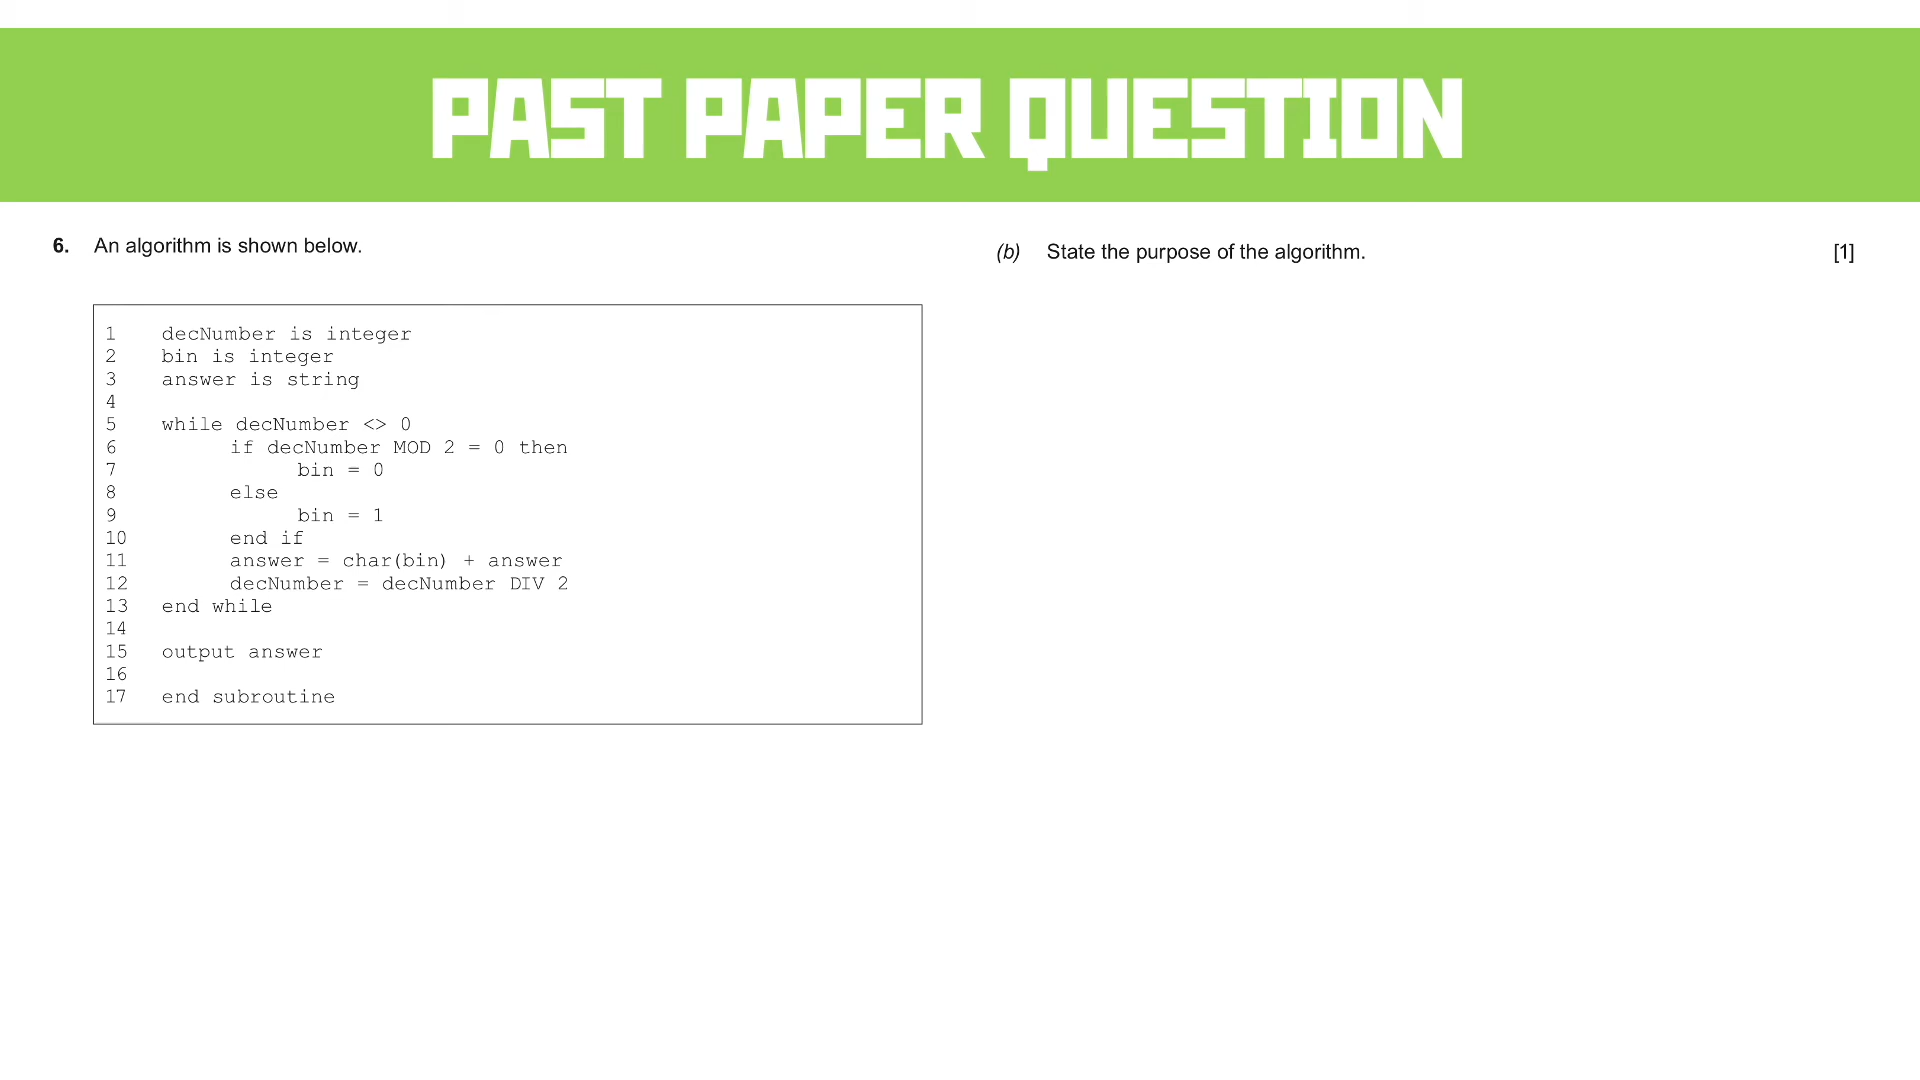 PAST PAPER QUESTION
6. An algorithm is shown below.
1 decNumber is integer
2 bin is integer
3 answer is string
4
5 while decNumber <> 0
6 if decNumber MOD 2 = 0 then
7 bin = 0
8 else
9 bin = 1
10 end if
11 answer = char(bin) + answer
12 decNumber = decNumber DIV 2
13 end while
14
15 output answer
16
17 end subroutine
(b) State the purpose of the algorithm. [1]